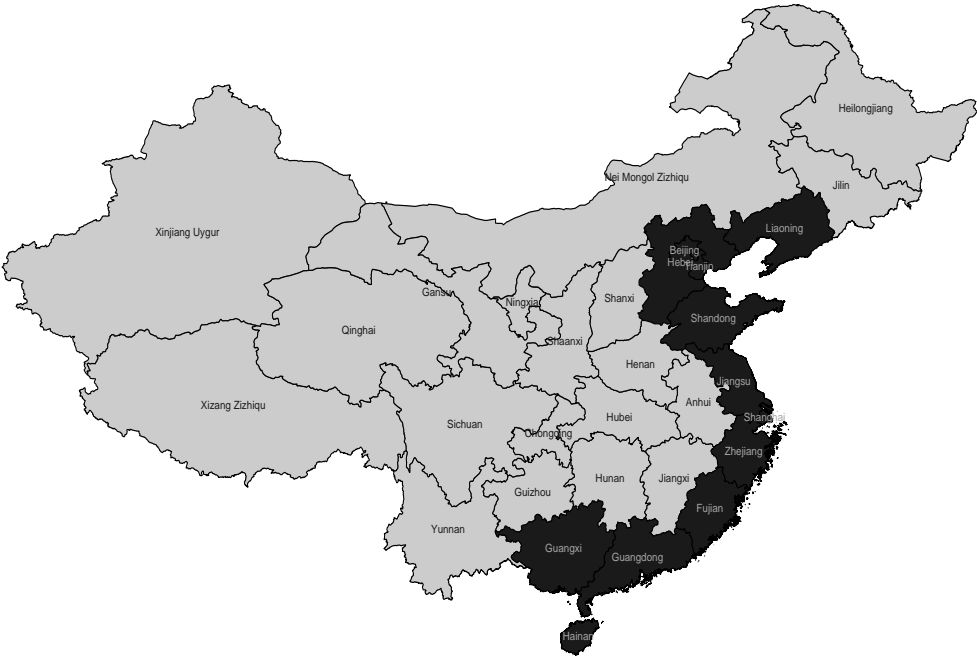 Heilongjiang
Nei Mongol Zizhiqu
Jilin
Xinjiang Uygur
Liaoning
Beijing
Hebei
Tianjin
Gansu
Ningxia
Shanxi
Shandong
Qinghai
Shaanxi
Henan
Jiangsu
Xizang Zizhiqu
Anhui
Sichuan
Hubei
Shanghai
Chongqing
Zhejiang
Guizhou
Hunan
Jiangxi
Yunnan
Fujian
Guangxi
Guangdong
Hainan